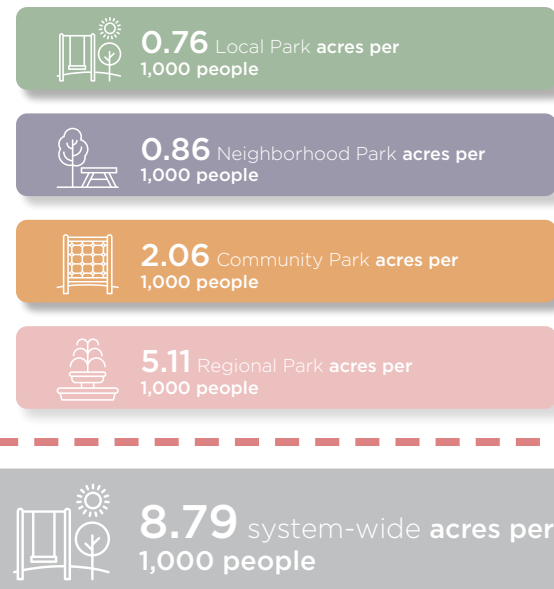 0.76 Local Park acres per
1,000 people
0.86 Neighborhood Park acres per
1,000 people
2.06 Community Park acres per
1,000 people
5.11 Regional Park acres per
1,000 people
8.79 system-wide acres per
1,000 people